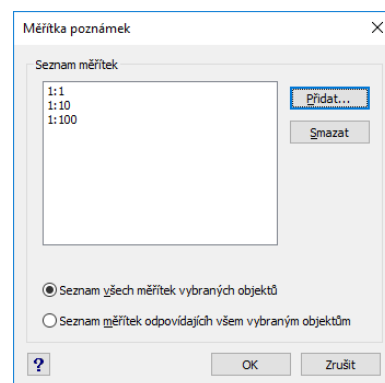 Měřítka poznámek
Seznam měřítek
1:1
1:10
1:100
Přidat...
Smazat
Seznam všech měřítek vybraných objektů
Seznam měřítek odpovídajícíh všem vybraným objektům
?
OK
Zrušit